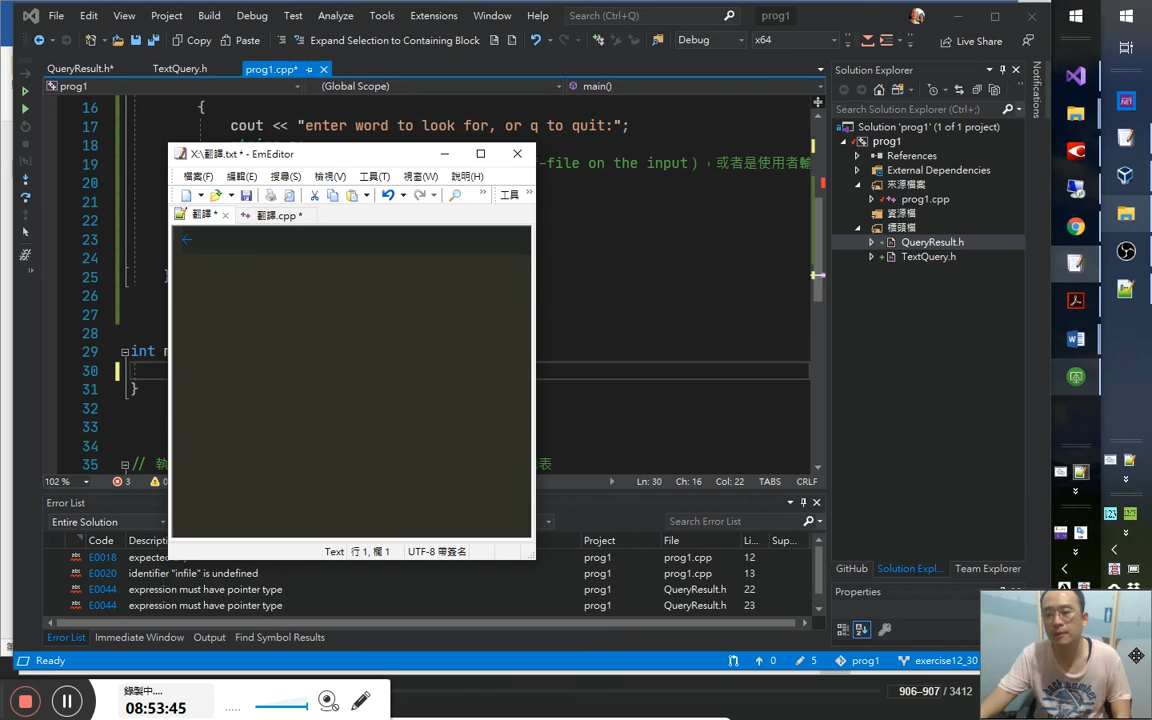 File Edit View Project Build Debug Test Analyze Tools Extensions Window Help Search (Ctrl+Q) prog1
Copy Paste Expand Selection to Containing Block Debug x64 Live Share
QueryResult.h* TextQuery.h prog1.cpp*
prog1 (Global Scope) main()
16 {
17 cout << "enter word to look for, or q to quit:";
18
19 -file on the input），或者是使用者輸
20
21
22
23
24
25
26
27
28
29 int
30
31 }
32
33
34
35 // 執 表
X:\翻譯.txt * - EmEditor
檔案(F) 編輯(E) 搜尋(S) 檢視(V) 工具(T) 視窗(W) 說明(H)
工具
翻譯 * 翻譯.cpp *
Text 行 1, 欄 1 UTF-8 帶簽名
102 % 3 0 Ln: 30 Ch: 16 Col: 22 TABS CRLF
Error List
Entire Solution Search Error List
Code Descripti Project File Li... Sup...
E0018 expected prog1 prog1.cpp 12
E0020 identifier "infile" is undefined prog1 prog1.cpp 13
E0044 expression must have pointer type prog1 QueryResult.h 22
E0044 expression must have pointer type prog1 QueryResult.h 23
Error List Immediate Window Output Find Symbol Results
Ready 0 5 prog1 exercise12_30
Solution Explorer
Search Solution Explorer (Ctrl+;)
Solution 'prog1' (1 of 1 project)
prog1
References
External Dependencies
來源檔案
prog1.cpp
資源檔
標頭檔
QueryResult.h
TextQuery.h
GitHub Solution Expl... Team Explorer
Properties
Notifications
.NET
錄製中....
08:53:45
906–907 / 3412